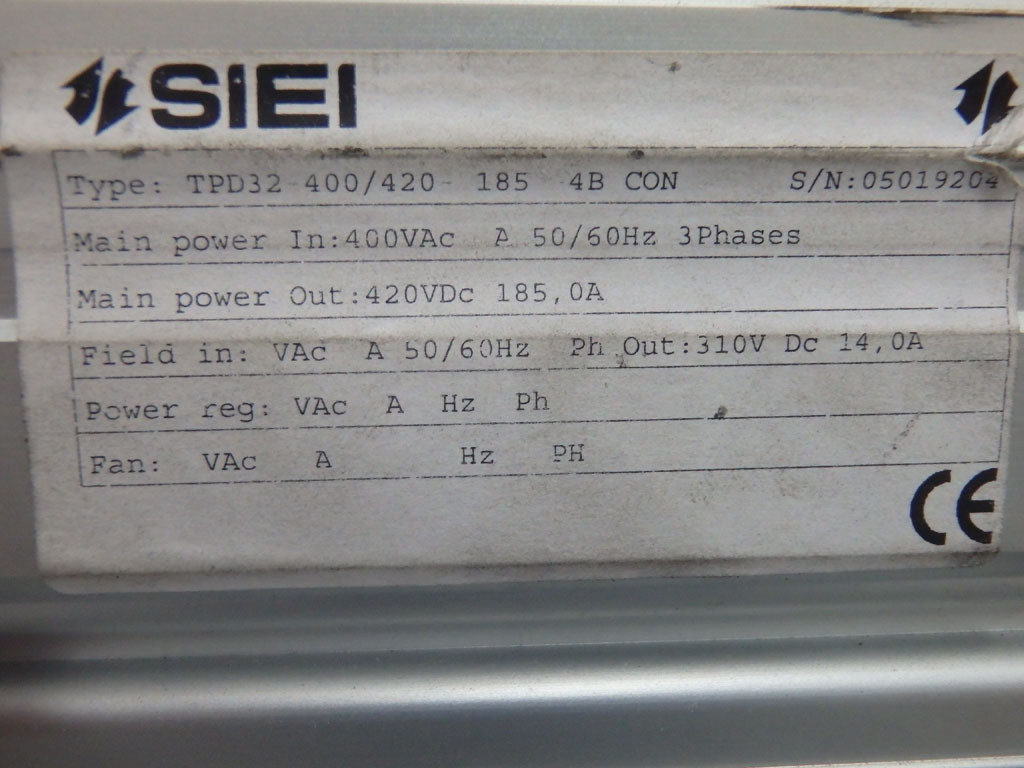 SIEI
Type: TPD32-400/420- 185 4B CON S/N:05019204
Main power In:400VAc A 50/60Hz 3Phases
Main power Out:420VDc 185,0A
Field in: VAc A 50/60Hz Ph Out:310V Dc 14,0A
Power reg: VAc A Hz Ph
Fan: VAc A Hz PH
CE